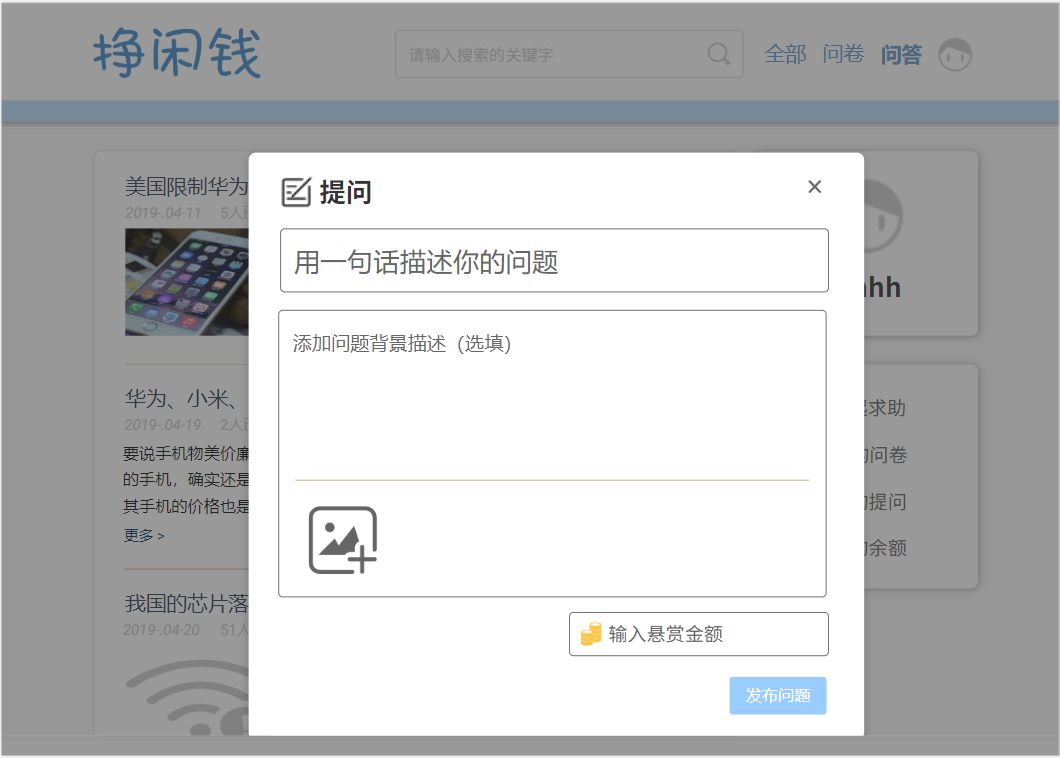 挣闲钱
请输入搜索的关键字
全部 问卷 问答
美国限制华为
2019-.04-11 5人
提问
×
用一句话描述你的问题
添加问题背景描述（选填）
输入悬赏金额
发布问题
华为、小米、
2019-.04-19 2人
要说手机物美价廉
的手机，确实还是
其手机的价格也是
更多 >
我国的芯片落
2019-.04-20 51人
hh
求助
问卷
提问
余额